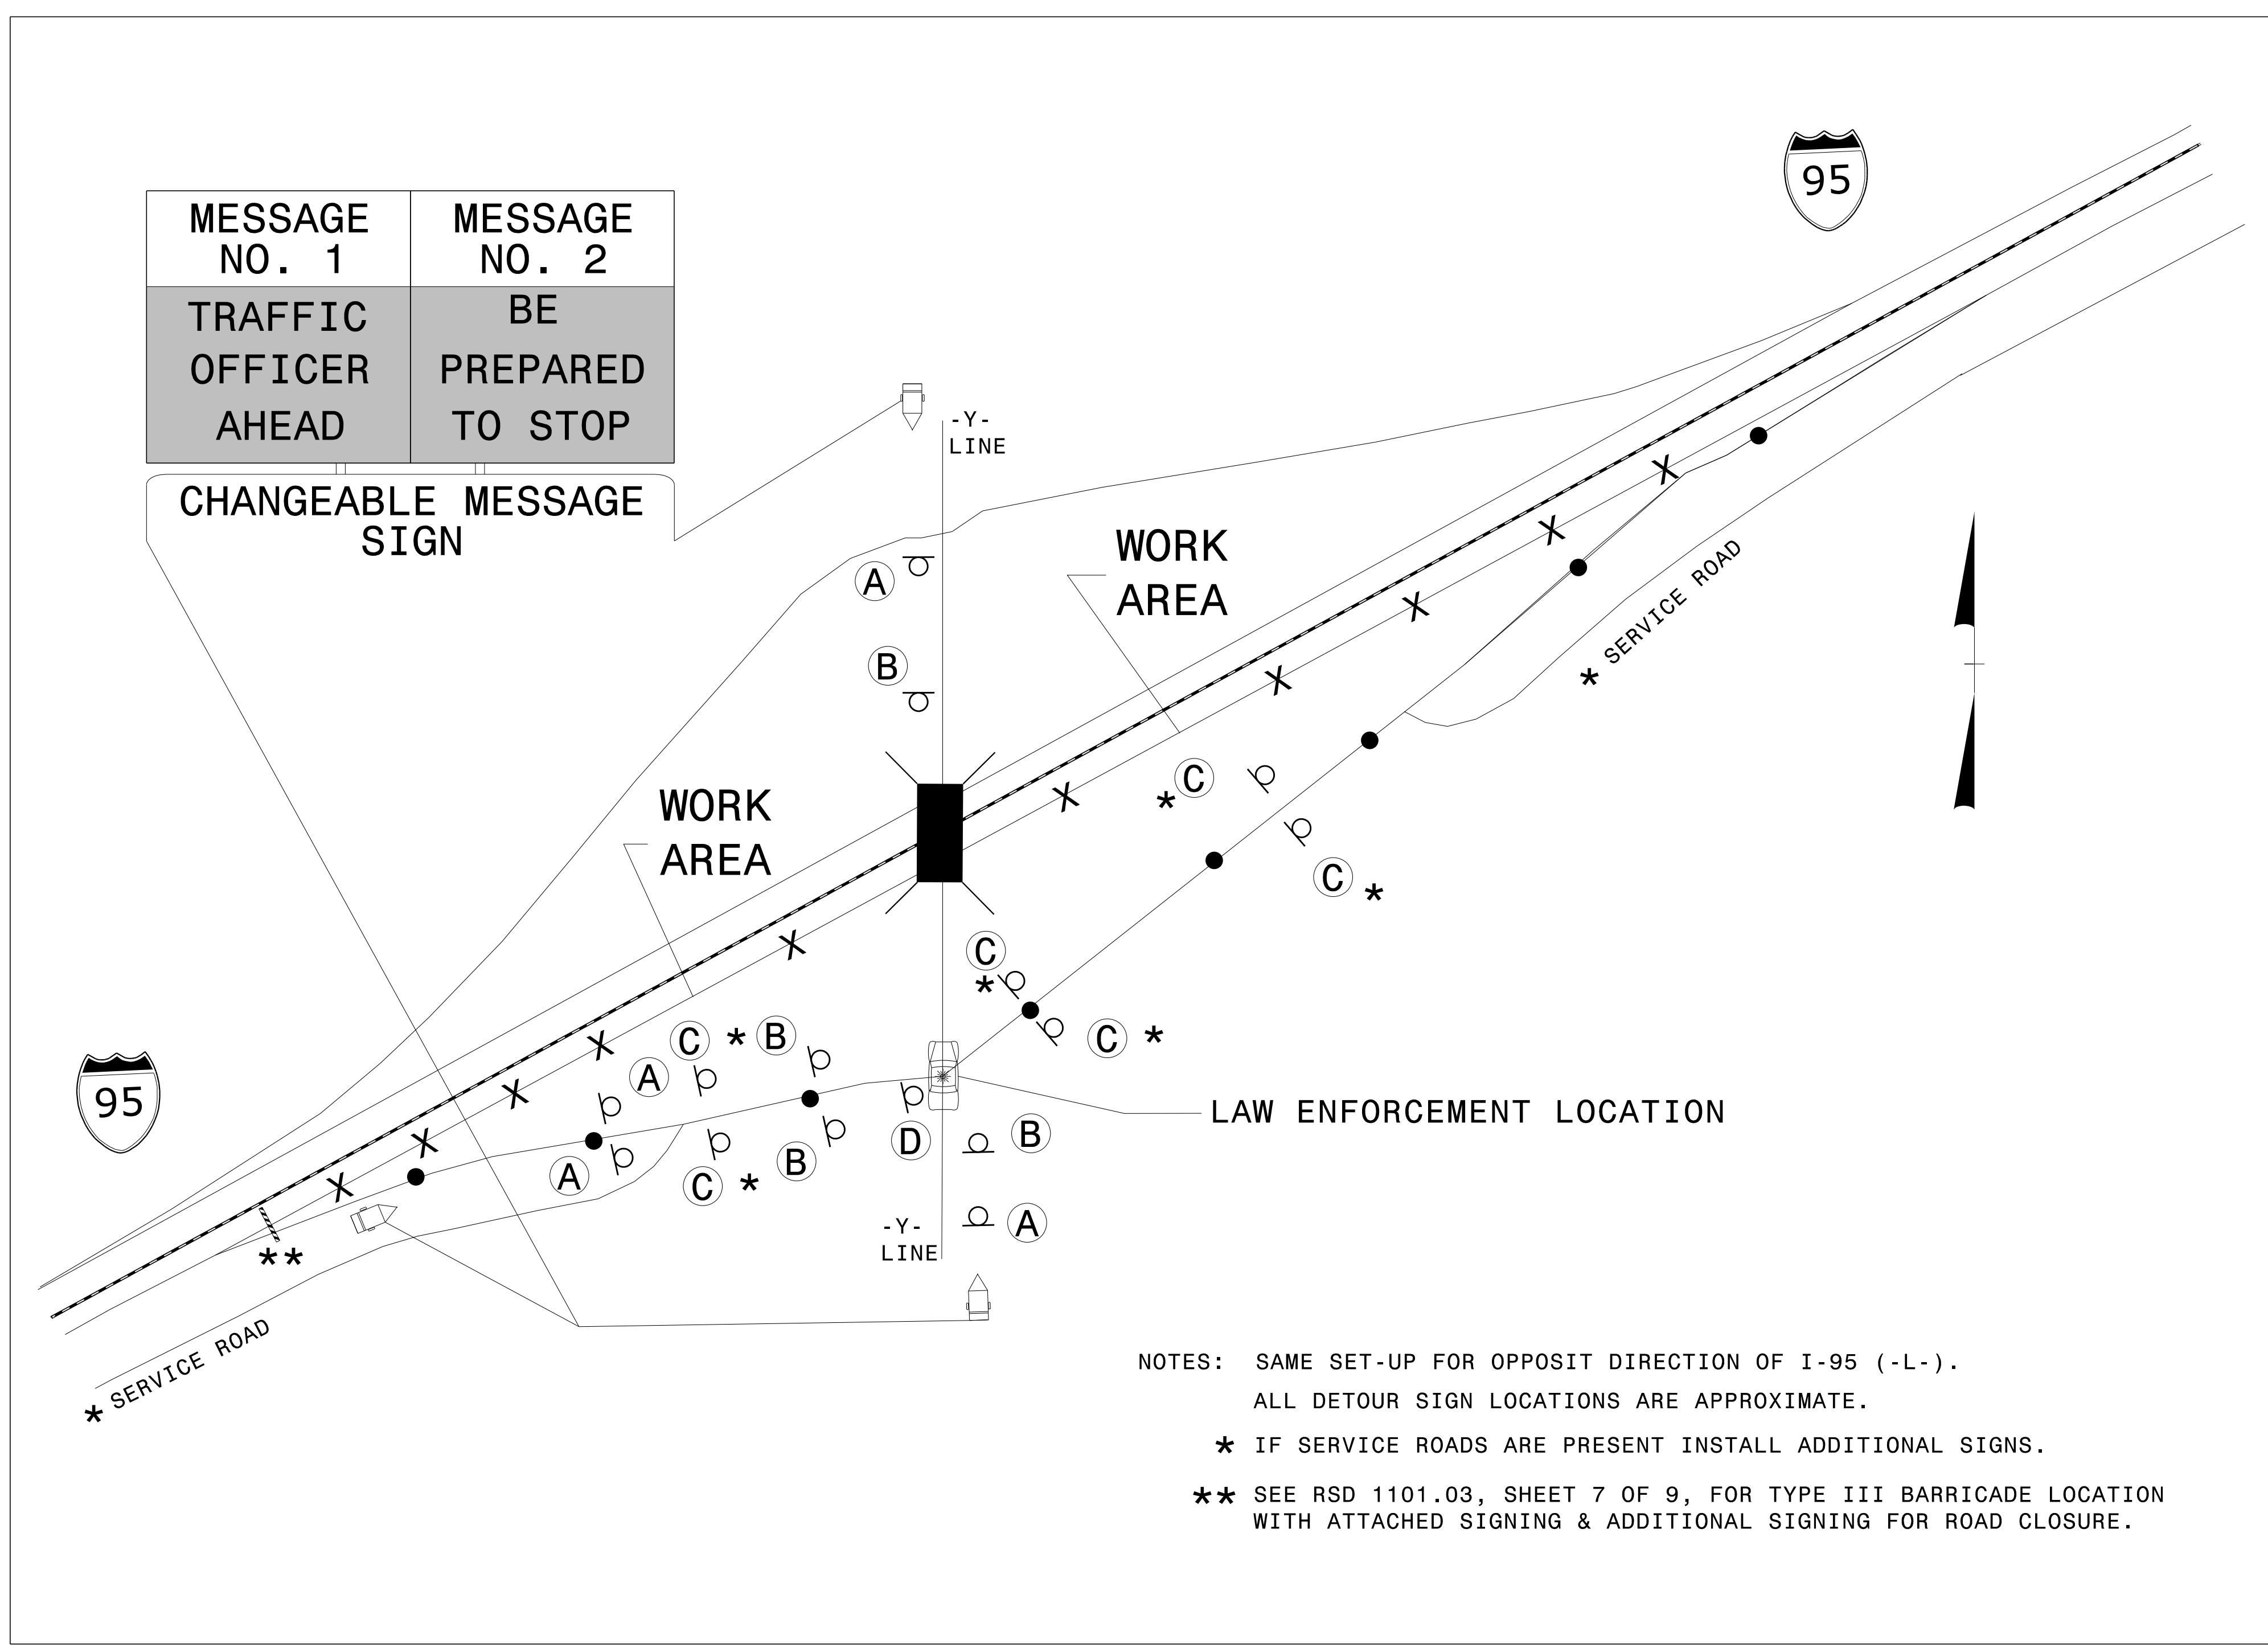 95
MESSAGE NO. 1
MESSAGE NO. 2
TRAFFIC
OFFICER
AHEAD
BE
PREPARED
TO STOP
CHANGEABLE MESSAGE
SIGN
-Y-
LINE
WORK
AREA
A
B
* SERVICE ROAD
WORK
AREA
* C
C *
C
*
C *
C * B
A
95
LAW ENFORCEMENT LOCATION
A
C *
B
D
B
A
-Y-
LINE
**
* SERVICE ROAD
NOTES: SAME SET-UP FOR OPPOSIT DIRECTION OF I-95 (-L-).
ALL DETOUR SIGN LOCATIONS ARE APPROXIMATE.
* IF SERVICE ROADS ARE PRESENT INSTALL ADDITIONAL SIGNS.
** SEE RSD 1101.03, SHEET 7 OF 9, FOR TYPE III BARRICADE LOCATION
WITH ATTACHED SIGNING & ADDITIONAL SIGNING FOR ROAD CLOSURE.
X
X
X
X
X
X
X
X
X
X